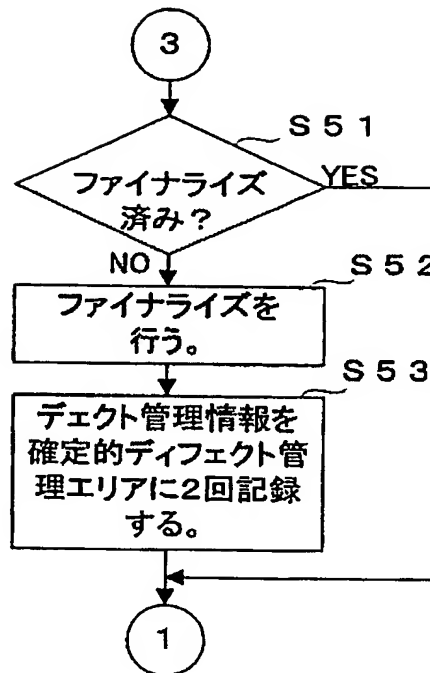 3
S51
ファイナライズ
済み?
YES
NO
S52
ファイナライズを
行う。
S53
デェクト管理情報を
確定的ディフェクト管
理エリアに2回記録
する。
1